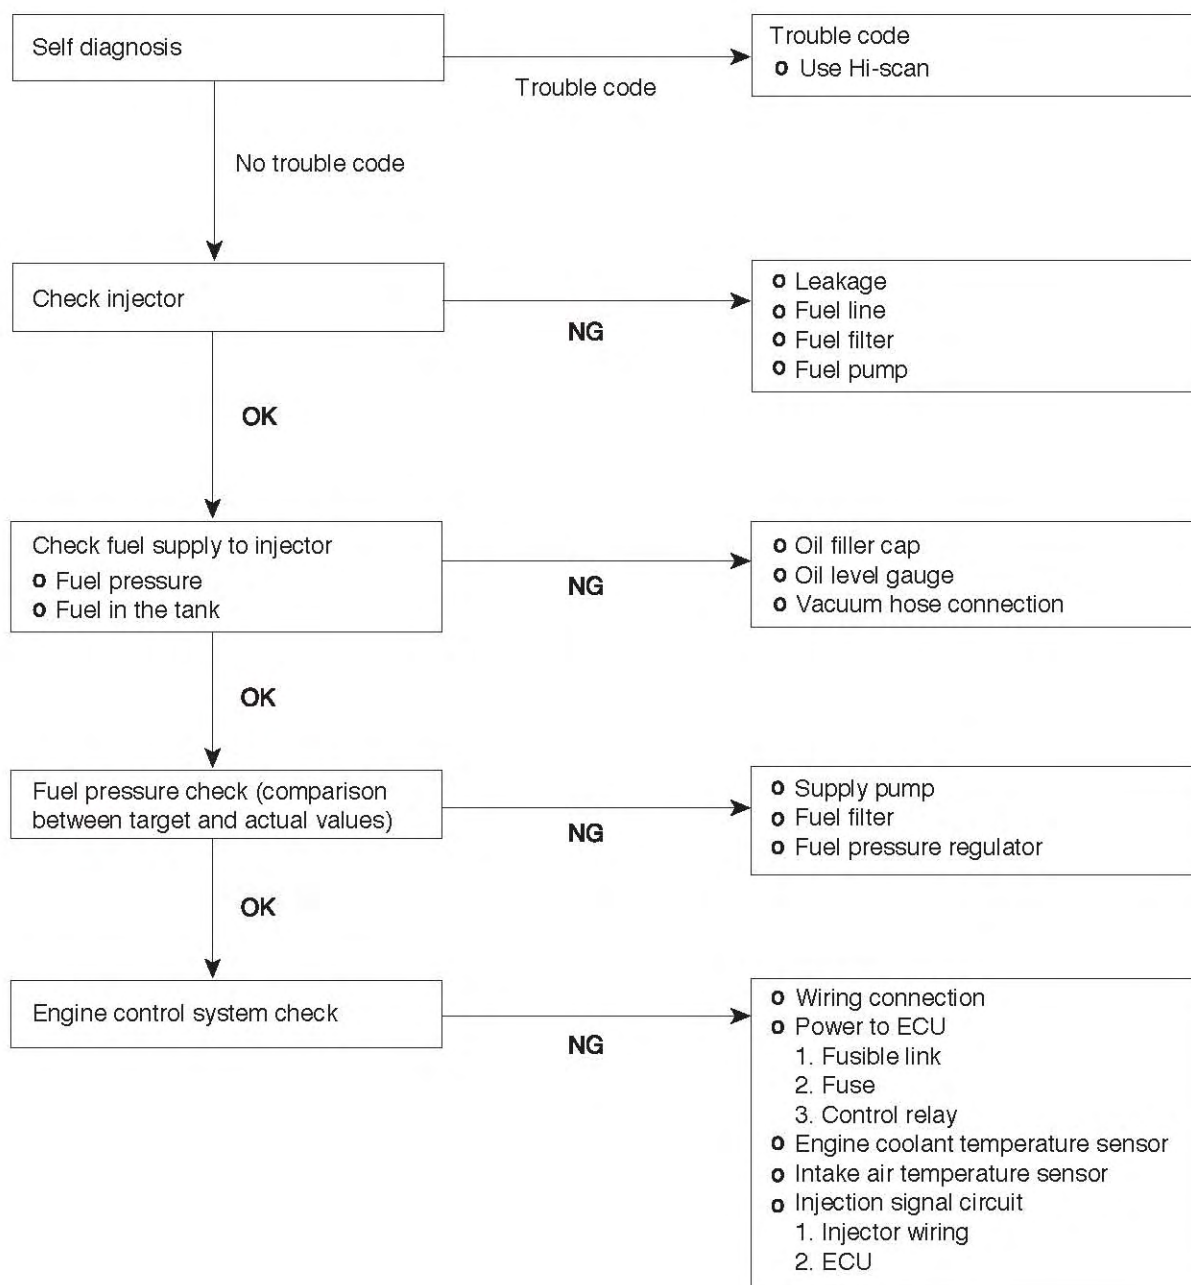 Self diagnosis
Trouble code
Trouble code
o Use Hi-scan
No trouble code
Check injector
NG
o Leakage
o Fuel line
o Fuel filter
o Fuel pump
OK
Check fuel supply to injector
o Fuel pressure
o Fuel in the tank
NG
o Oil filler cap
o Oil level gauge
o Vacuum hose connection
OK
Fuel pressure check (comparison
between target and actual values)
NG
o Supply pump
o Fuel filter
o Fuel pressure regulator
OK
Engine control system check
NG
o Wiring connection
o Power to ECU
1. Fusible link
2. Fuse
3. Control relay
o Engine coolant temperature sensor
o Intake air temperature sensor
o Injection signal circuit
1. Injector wiring
2. ECU